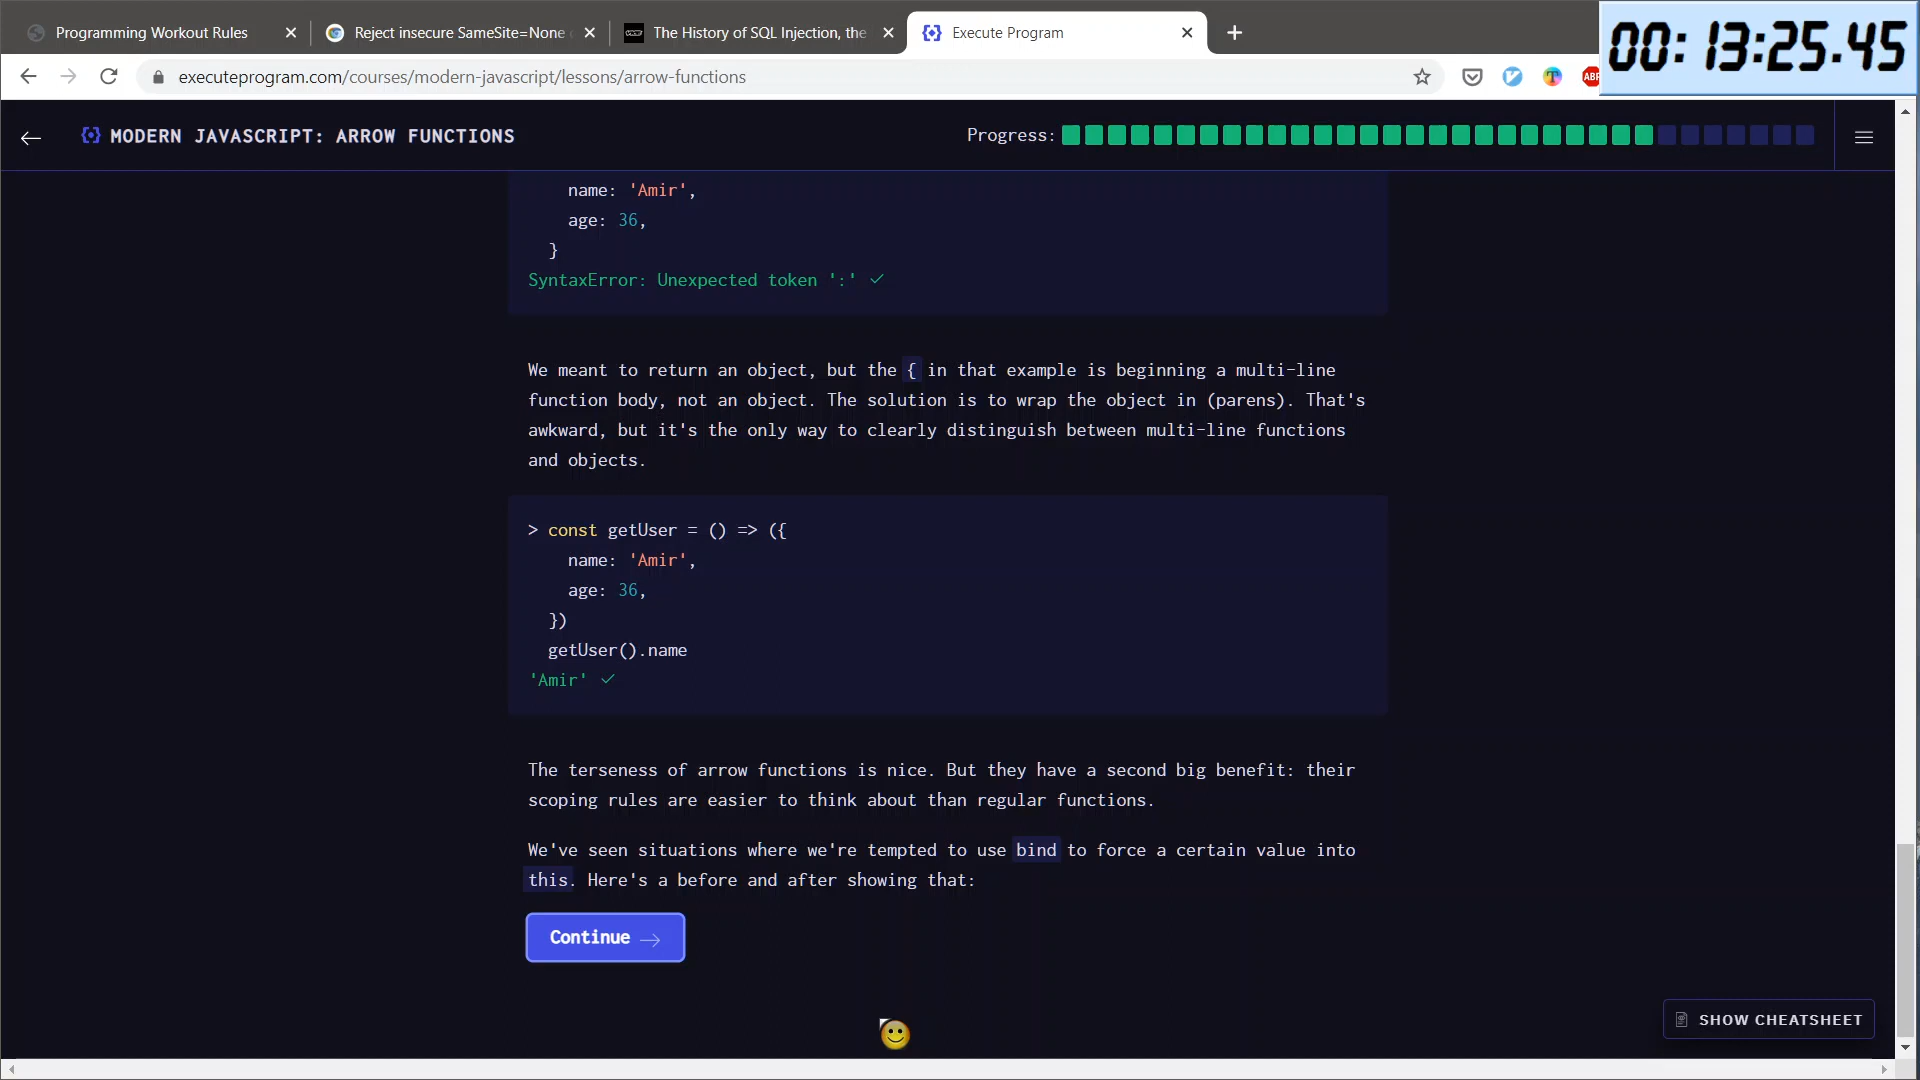 Programming Workout Rules
Reject insecure SameSite=None
The History of SQL Injection, the
Execute Program
00:13:25.45
executeprogram.com/courses/modern-javascript/lessons/arrow-functions
ABP
MODERN JAVASCRIPT: ARROW FUNCTIONS
Progress:
name: 'Amir',
age: 36,
}
SyntaxError: Unexpected token ':' ✓
We meant to return an object, but the { in that example is beginning a multi-line
function body, not an object. The solution is to wrap the object in (parens). That's
awkward, but it's the only way to clearly distinguish between multi-line functions
and objects.
> const getUser = () => ({
name: 'Amir',
age: 36,
})
getUser().name
'Amir' ✓
The terseness of arrow functions is nice. But they have a second big benefit: their
scoping rules are easier to think about than regular functions.
We've seen situations where we're tempted to use bind to force a certain value into
this. Here's a before and after showing that:
Continue →
SHOW CHEATSHEET